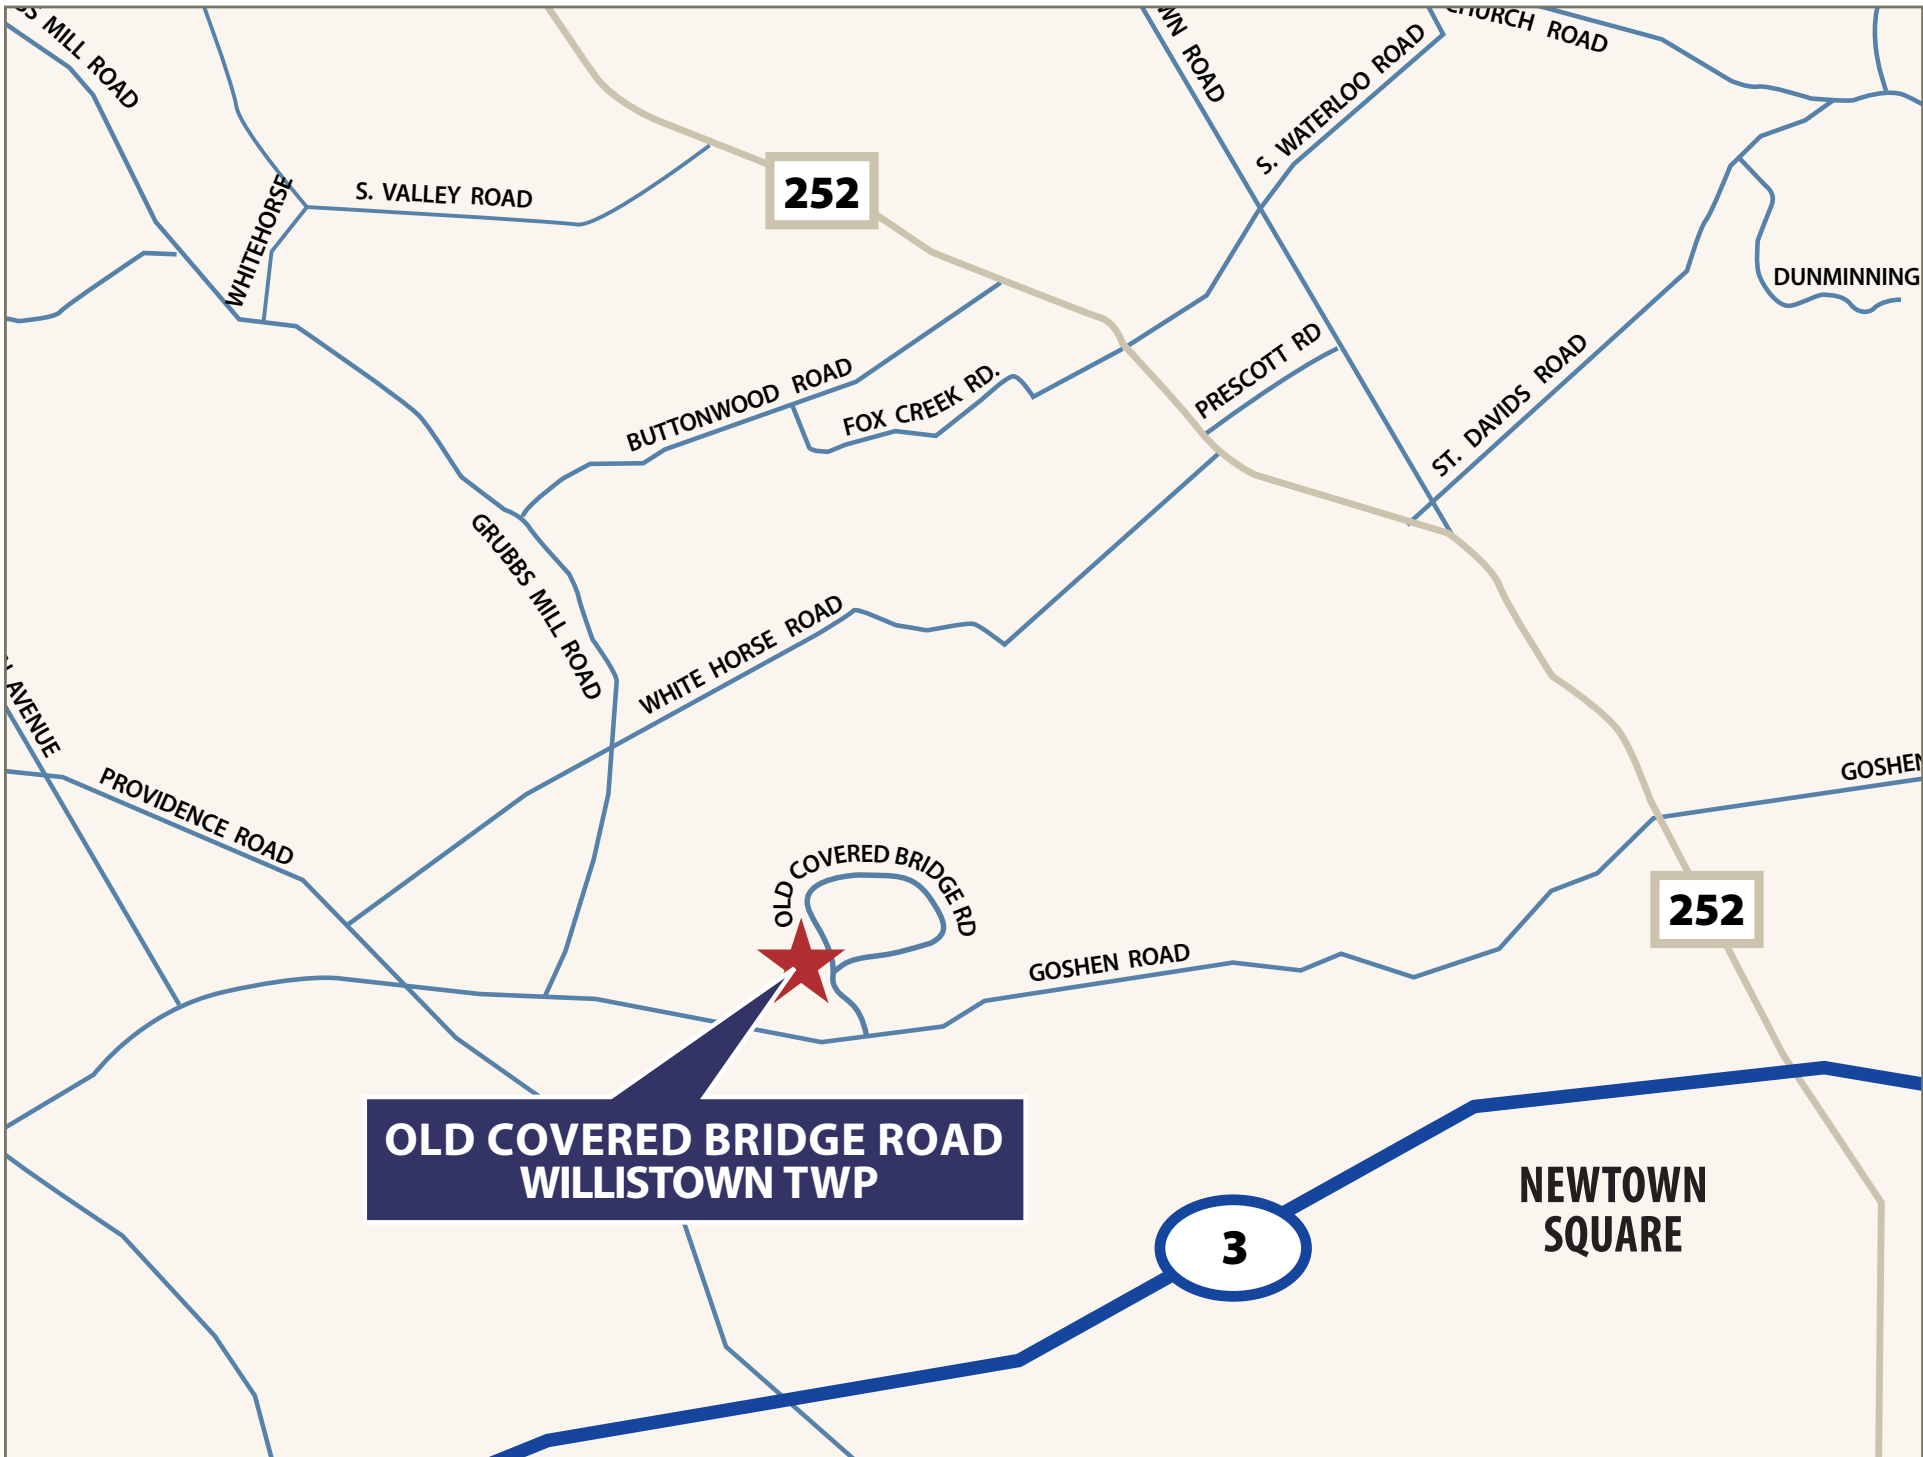 MILL ROAD
ROAD
S. WATERLOO ROAD
CHURCH ROAD
WHITEHORSE
S. VALLEY ROAD
252
DUNMINNING
BUTTONWOOD ROAD
FOX CREEK RD.
PRESCOTT RD
ST. DAVIDS ROAD
GRUBBS MILL ROAD
WHITE HORSE ROAD
AVENUE
PROVIDENCE ROAD
GOSHEN
OLD COVERED BRIDGE RD
252
GOSHEN ROAD
OLD COVERED BRIDGE ROAD
WILLISTOWN TWP
NEWTOWN
SQUARE
3